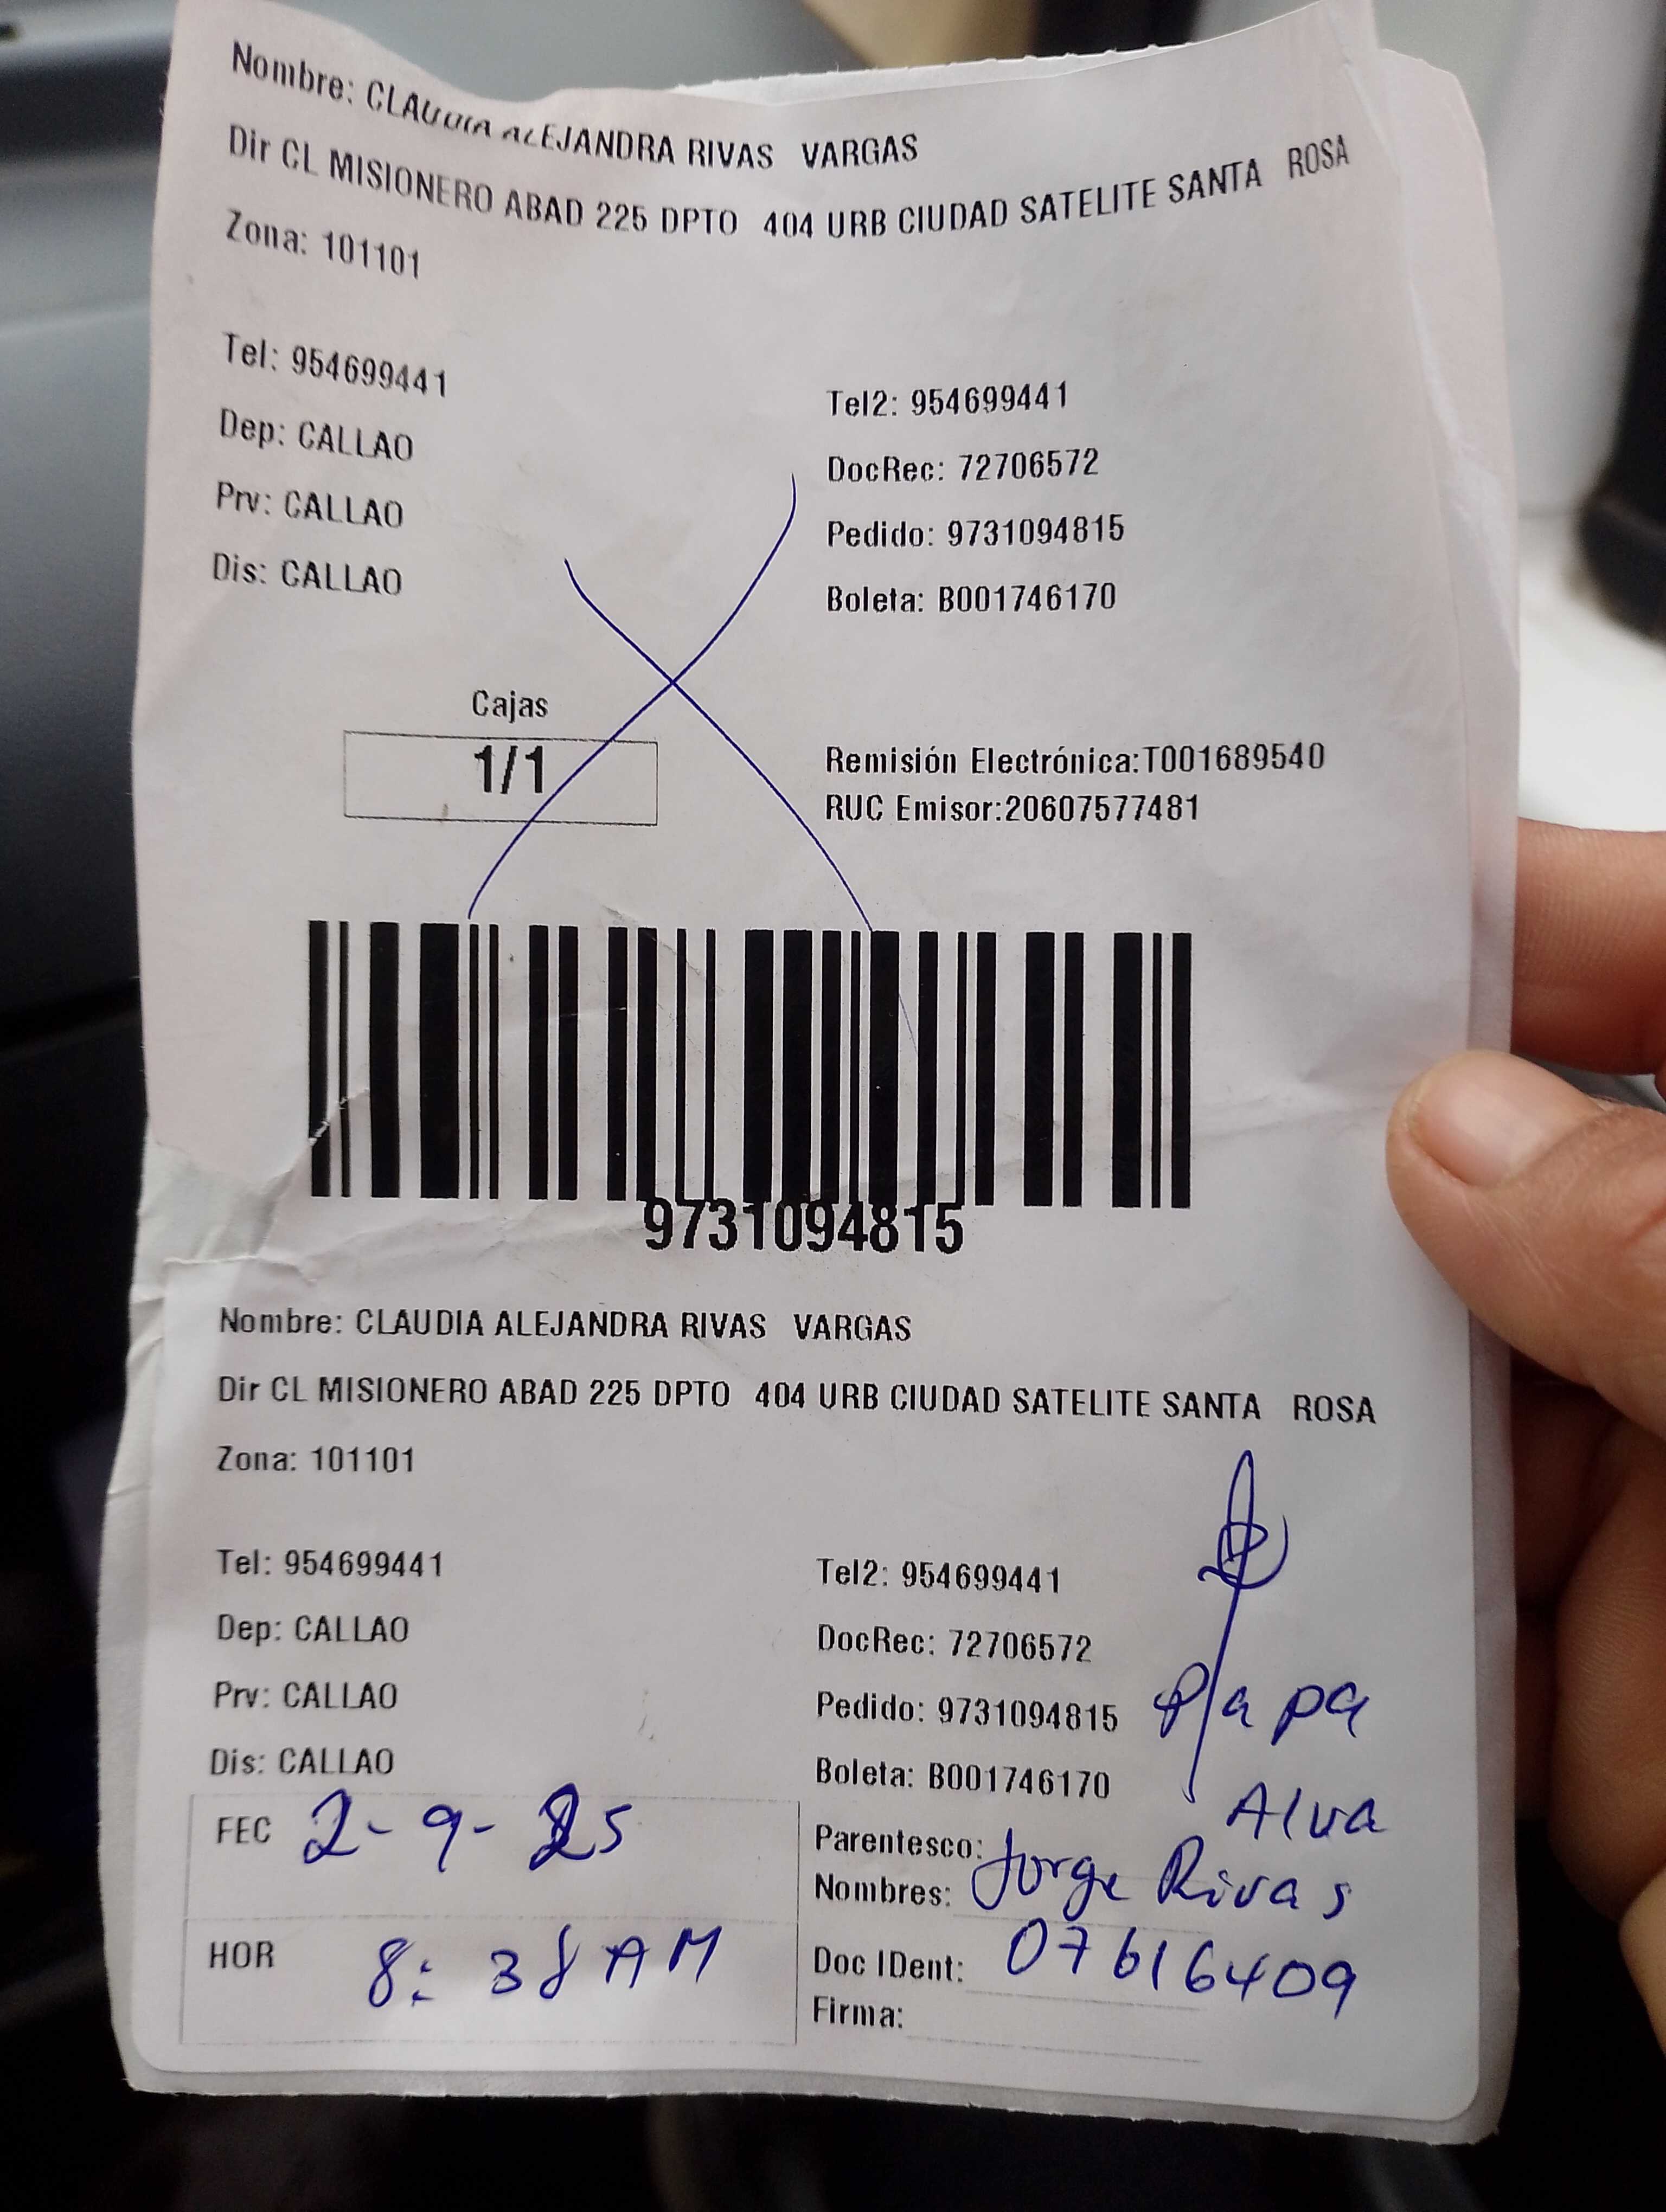 Nombre: CLAUDIA ALEJANDRA RIVAS VARGAS
Dir CL MISIONERO ABAD 225 DPTO 404 URB CIUDAD SATELITE SANTA ROSA
Zona: 101101
Tel: 954699441
Tel2: 954699441
Dep: CALLAO
DocRec: 72706572
Prv: CALLAO
Pedido: 9731094815
Dis: CALLAO
Boleta: B001746170
Cajas
1/1
Remisión Electrónica:T001689540
RUC Emisor:20607577481
9731094815
Nombre: CLAUDIA ALEJANDRA RIVAS VARGAS
Dir CL MISIONERO ABAD 225 DPTO 404 URB CIUDAD SATELITE SANTA ROSA
Zona: 101101
Tel: 954699441
Tel2: 954699441
Dep: CALLAO
DocRec: 72706572
Prv: CALLAO
Pedido: 9731094815
Papa
Dis: CALLAO
Boleta: B001746170
FEC 2-9-25
Parentesco:
Alva
Nombres: Jorge Rivas
HOR 8:38 AM
Doc IDent: 07616409
Firma: